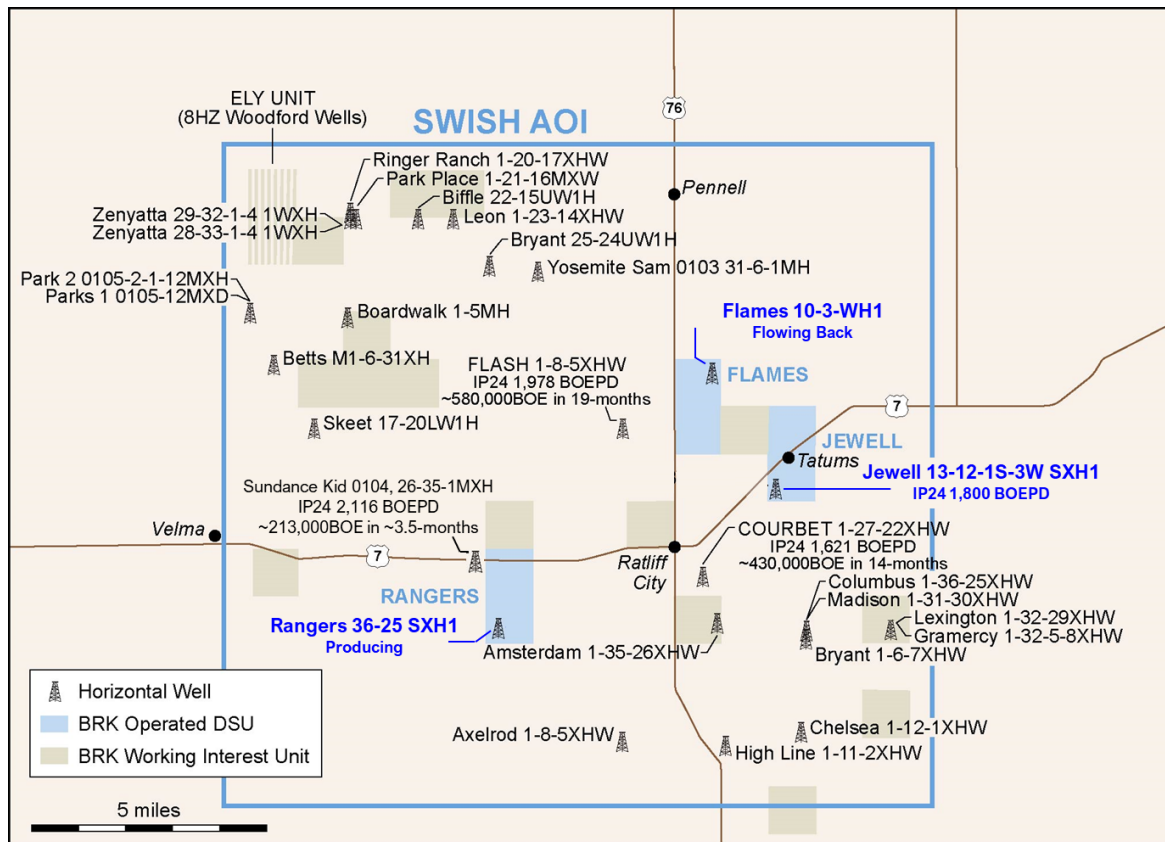 ELY UNIT
(8HZ Woodford Wells)
SWISH AOI
76
Ringer Ranch 1-20-17XHW
Park Place 1-21-16MXW
Biffle 22-15UW1H
Leon 1-23-14XHW
Pennell
Zenyatta 29-32-1-4 1WXH
Zenyatta 28-33-1-4 1WXH
Bryant 25-24UW1H
Yosemite Sam 0103 31-6-1MH
Park 2 0105-2-1-12MXH
Parks 1 0105-12MXD
Boardwalk 1-5MH
Flames 10-3-WH1
Flowing Back
Betts M1-6-31XH
FLASH 1-8-5XHW
IP24 1,978 BOEPD
~580,000BOE in 19-months
FLAMES
7
Skeet 17-20LW1H
JEWELL
Tatums
Jewell 13-12-1S-3W SXH1
IP24 1,800 BOEPD
Sundance Kid 0104, 26-35-1MXH
IP24 2,116 BOEPD
~213,000BOE in ~3.5-months
Velma
7
Ratliff
City
COURBET 1-27-22XHW
IP24 1,621 BOEPD
~430,000BOE in 14-months
RANGERS
Rangers 36-25 SXH1
Producing
Columbus 1-36-25XHW
Madison 1-31-30XHW
Lexington 1-32-29XHW
Gramercy 1-32-5-8XHW
Amsterdam 1-35-26XHW
Bryant 1-6-7XHW
Horizontal Well
BRK Operated DSU
BRK Working Interest Unit
Axelrod 1-8-5XHW
Chelsea 1-12-1XHW
High Line 1-11-2XHW
5 miles